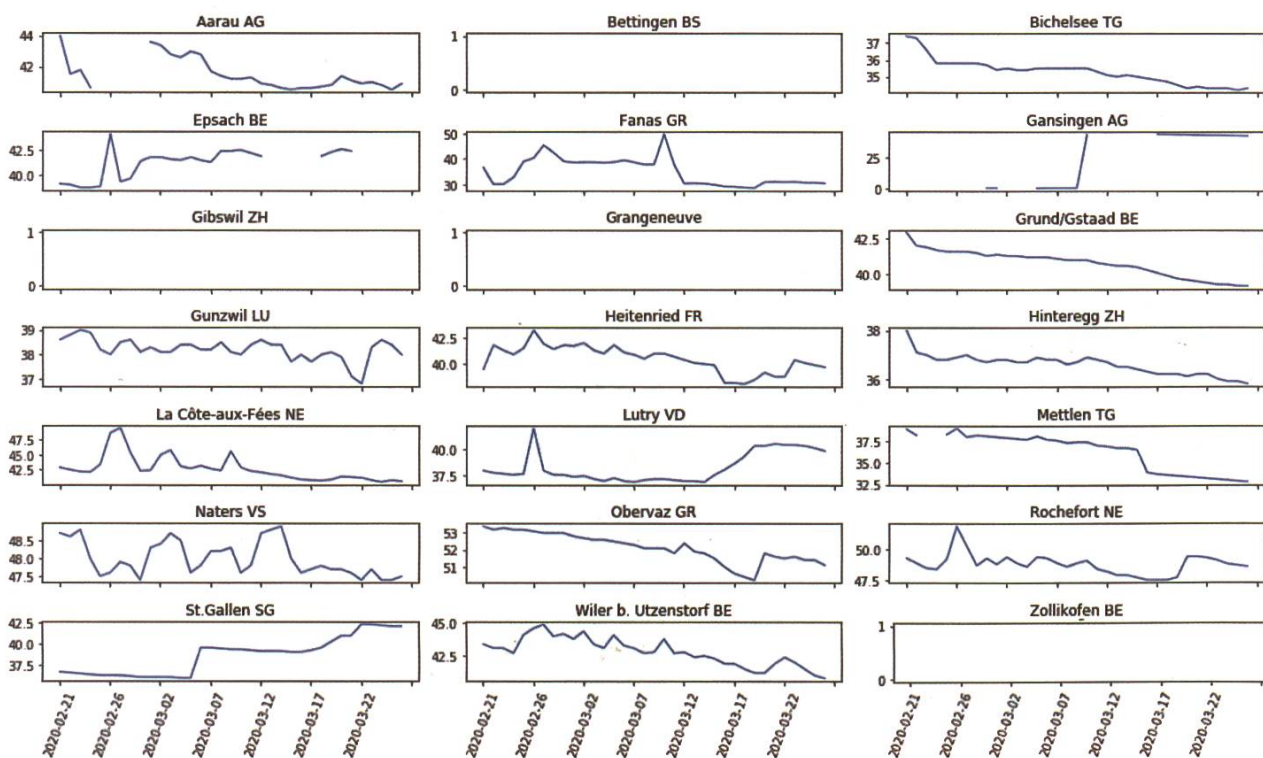 Aarau AG Bettingen BS Bichelsee TG
44 1 37
42 36
0 35
Epsach BE Fanas GR Gansingen AG
42.5 50
40.0 40 25
30 0
Gibswil ZH Grangeneuve Grund/Gstaad BE
1 1 42.5
0 0 40.0
Gunzwil LU Heitenried FR Hinteregg ZH
39 42.5 38
38 40.0
37 36
La Côte-aux-Fées NE Lutry VD Mettlen TG
47.5 40.0 37.5
45.0 35.0
42.5 37.5 32.5
Naters VS Obervaz GR Rochefort NE
48.5 53 50.0
48.0 52
47.5 51 47.5
St.Gallen SG Wiler b. Utzenstorf BE Zollikofen BE
42.5 45.0 1
40.0 42.5
37.5 0
2020-02-21 2020-02-26 2020-03-02 2020-03-07 2020-03-12 2020-03-17 2020-03-22 2020-02-21 2020-02-26 2020-03-02 2020-03-07 2020-03-12 2020-03-17 2020-03-22 2020-02-21 2020-02-26 2020-03-02 2020-03-07 2020-03-12 2020-03-17 2020-03-22